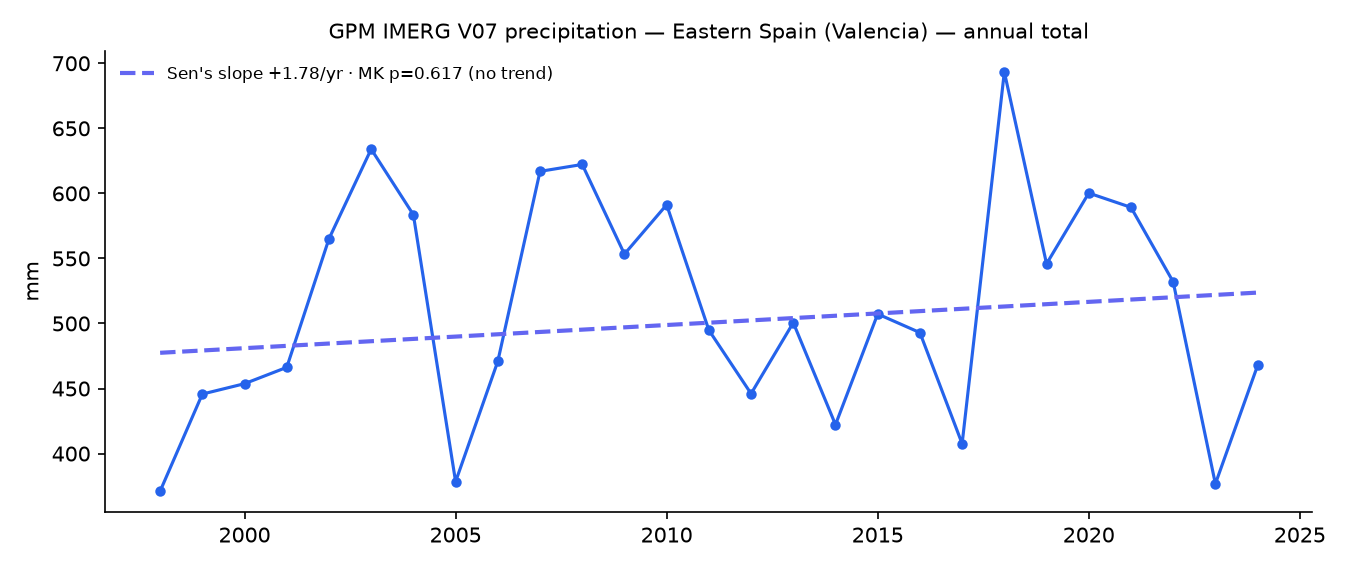 GPM IMERG V07 precipitation — Eastern Spain (Valencia) — annual total
Sen's slope +1.78/yr · MK p=0.617 (no trend)
mm
700
650
600
550
500
450
400
2000 2005 2010 2015 2020 2025